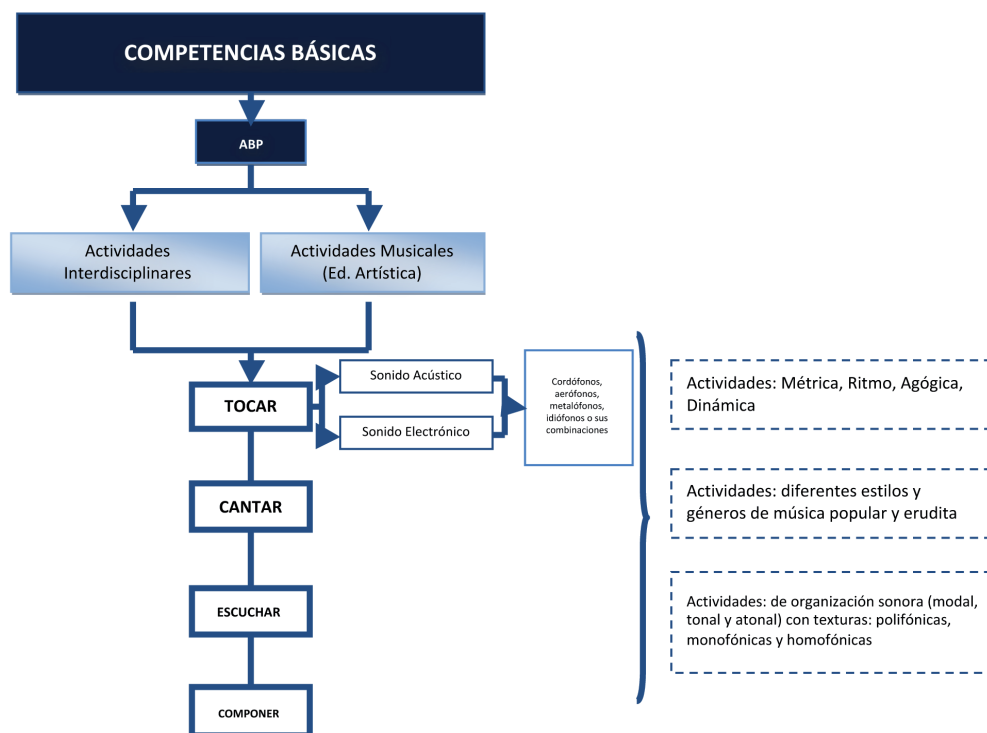 COMPETENCIAS BÁSICAS
ABP
Actividades
Interdisciplinares
Actividades Musicales
(Ed. Artística)
TOCAR
Sonido Acústico
Sonido Electrónico
Cordófonos,
aerófonos,
metalófonos,
idiófonos o sus
combinaciones
CANTAR
ESCUCHAR
COMPONER
Actividades: Métrica, Ritmo, Agógica,
Dinámica
Actividades: diferentes estilos y
géneros de música popular y erudita
Actividades: de organización sonora (modal,
tonal y atonal) con texturas: polifónicas,
monofónicas y homofónicas